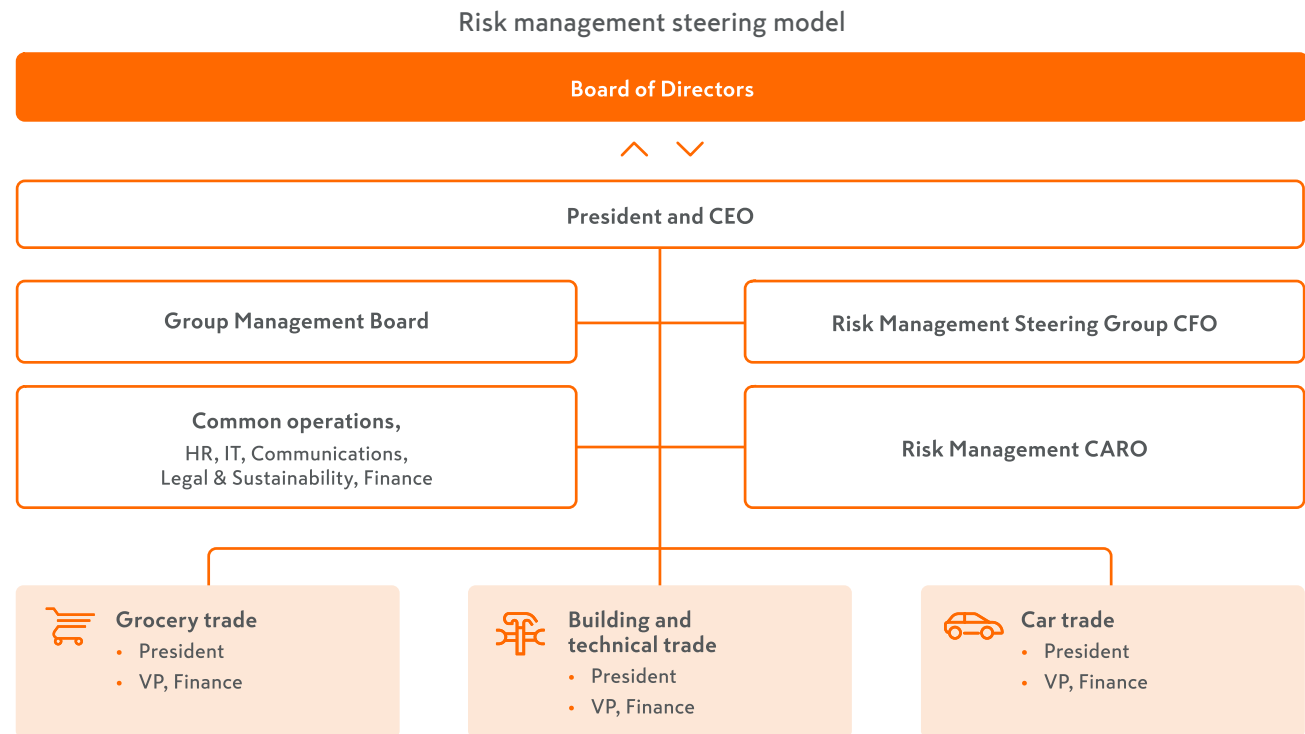 Risk management steering model
Board of Directors
President and CEO
Group Management Board
Risk Management Steering Group CFO
Common operations,
HR, IT, Communications,
Legal & Sustainability, Finance
Risk Management CARO
Grocery trade
• President
• VP, Finance
Building and
technical trade
• President
• VP, Finance
Car trade
• President
• VP, Finance